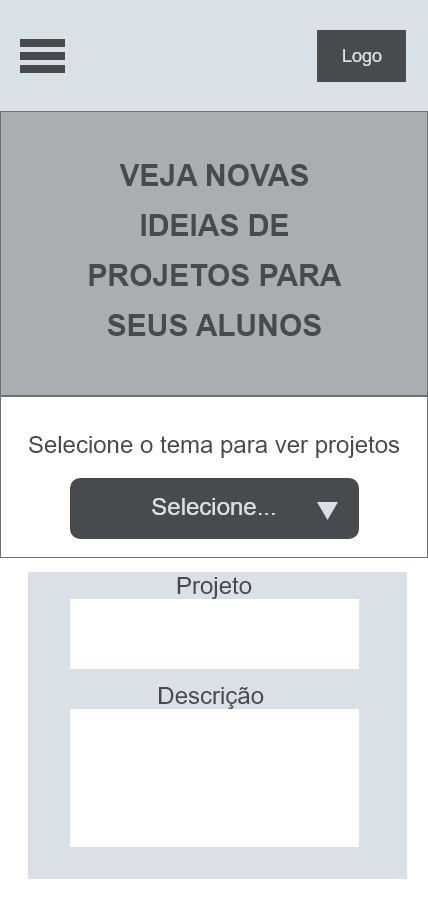 Logo
VEJA NOVAS
IDEIAS DE
PROJETOS PARA
SEUS ALUNOS
Selecione o tema para ver projetos
Selecione...
Projeto
Descrição